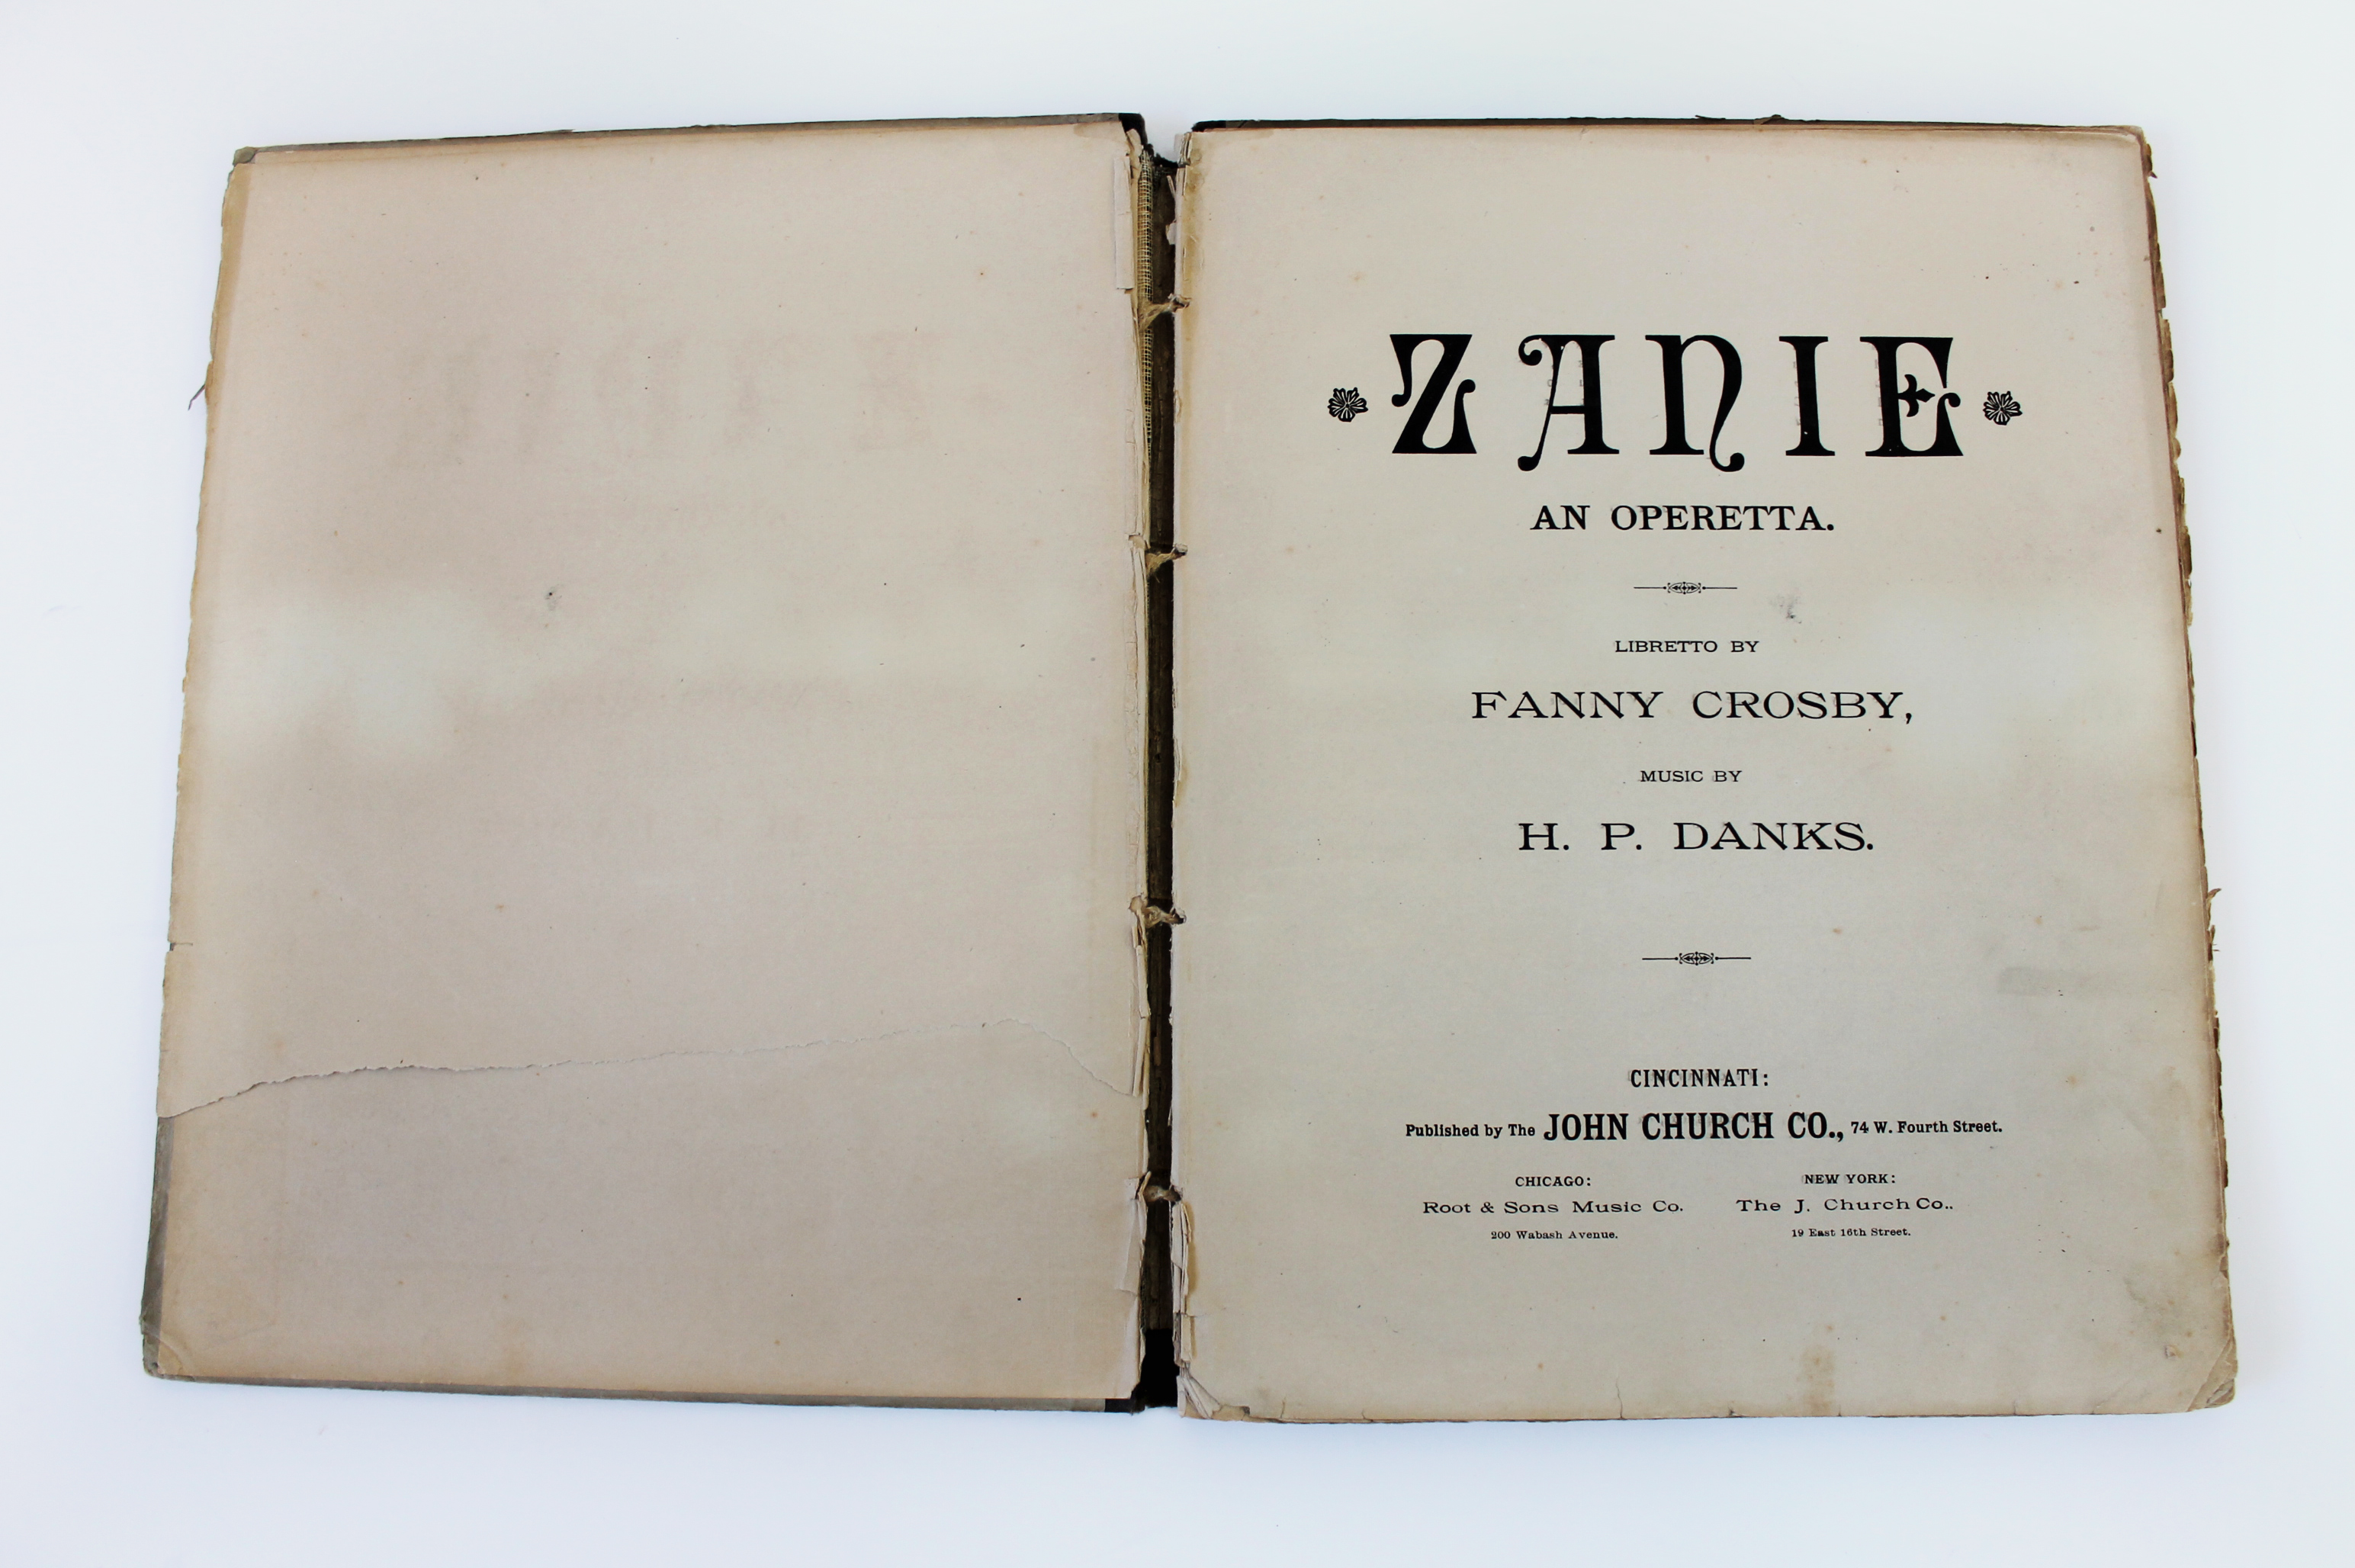 ZANIE
AN OPERETTA.
LIBRETTO BY
FANNY CROSBY,
MUSIC BY
H. P. DANKS.
CINCINNATI:
Published by The JOHN CHURCH CO., 74 W. Fourth Street.
CHICAGO:
Root & Sons Music Co.
200 Wabash Avenue.
NEW YORK:
The J. Church Co..
19 East 16th Street.